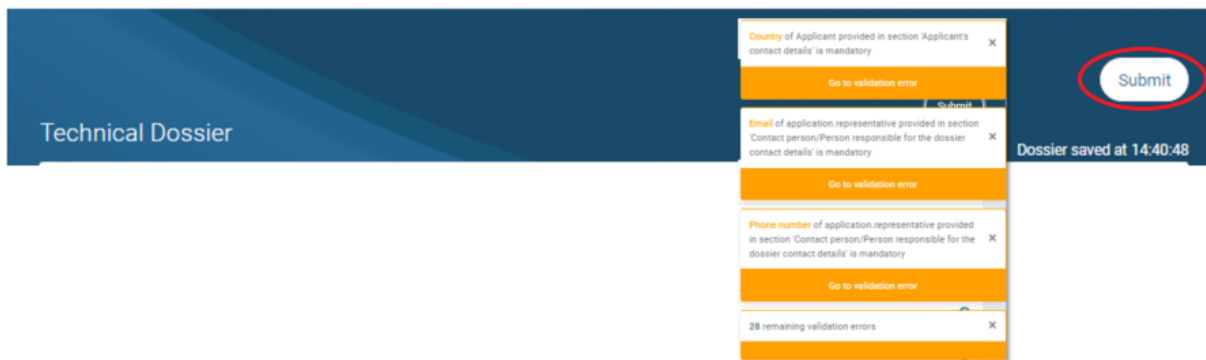 Country of Applicant provided in section 'Applicant's
contact details' is mandatory
×
Go to validation error
Submit
Submit
Technical Dossier
Email of application.representative provided in section
'Contact person/Person responsible for the dossier
contact details' is mandatory
×
Dossier saved at 14:40:48
Go to validation error
Phone number of application.representative provided
in section 'Contact person/Person responsible for the
dossier contact details' is mandatory
×
Go to validation error
28 remaining validation errors
×